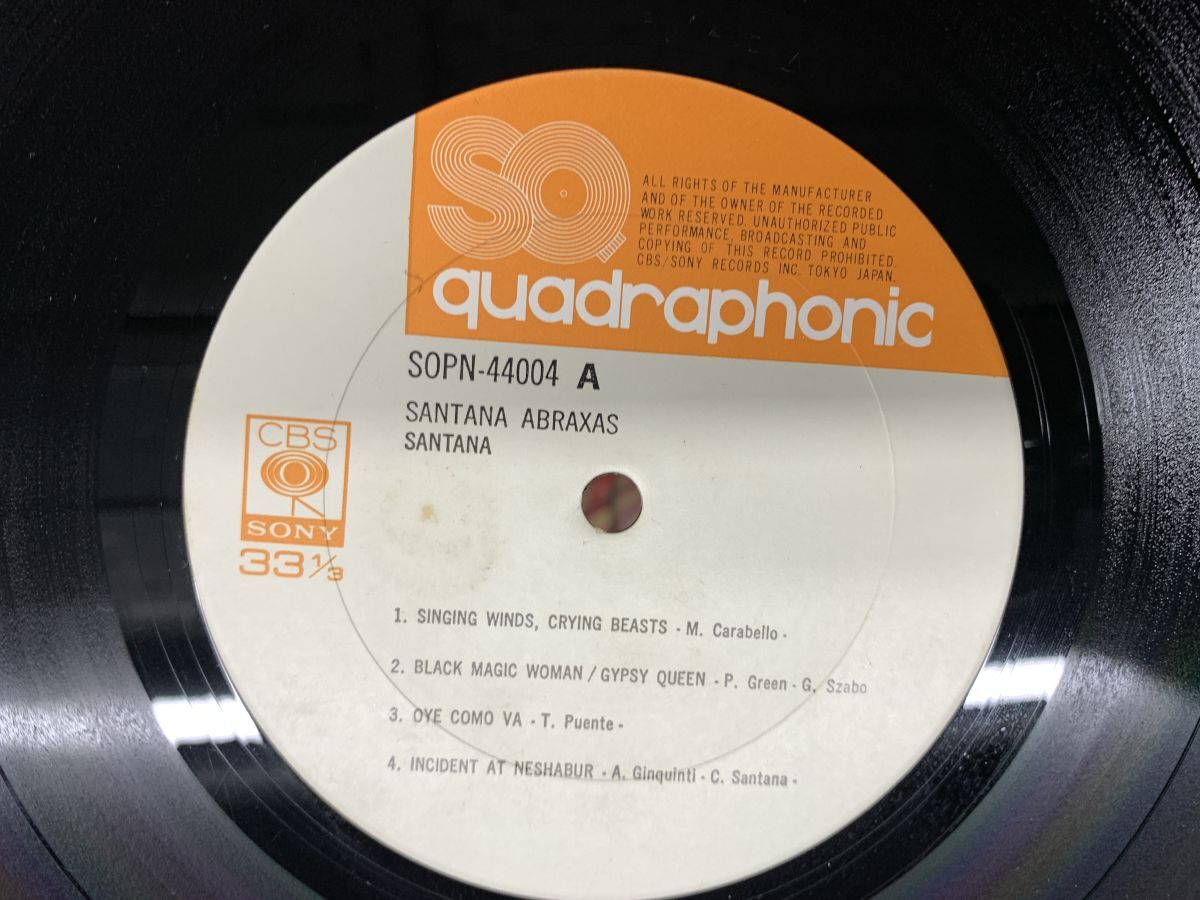 SQ
ALL RIGHTS OF THE MANUFACTURER
AND OF THE OWNER OF THE RECORDED
WORK RESERVED. UNAUTHORIZED PUBLIC
PERFORMANCE, BROADCASTING AND
COPYING OF THIS RECORD PROHIBITED.
CBS/SONY RECORDS INC. TOKYO JAPAN.
quadraphonic
SOPN-44004 A
SANTANA ABRAXAS
SANTANA
CBS
SONY
33 1/3
1. SINGING WINDS, CRYING BEASTS - M. Carabello -
2. BLACK MAGIC WOMAN / GYPSY QUEEN - P. Green - G. Szabo
3. OYE COMO VA - T. Puente -
4. INCIDENT AT NESHABUR - A. Ginquinti - C. Santana -